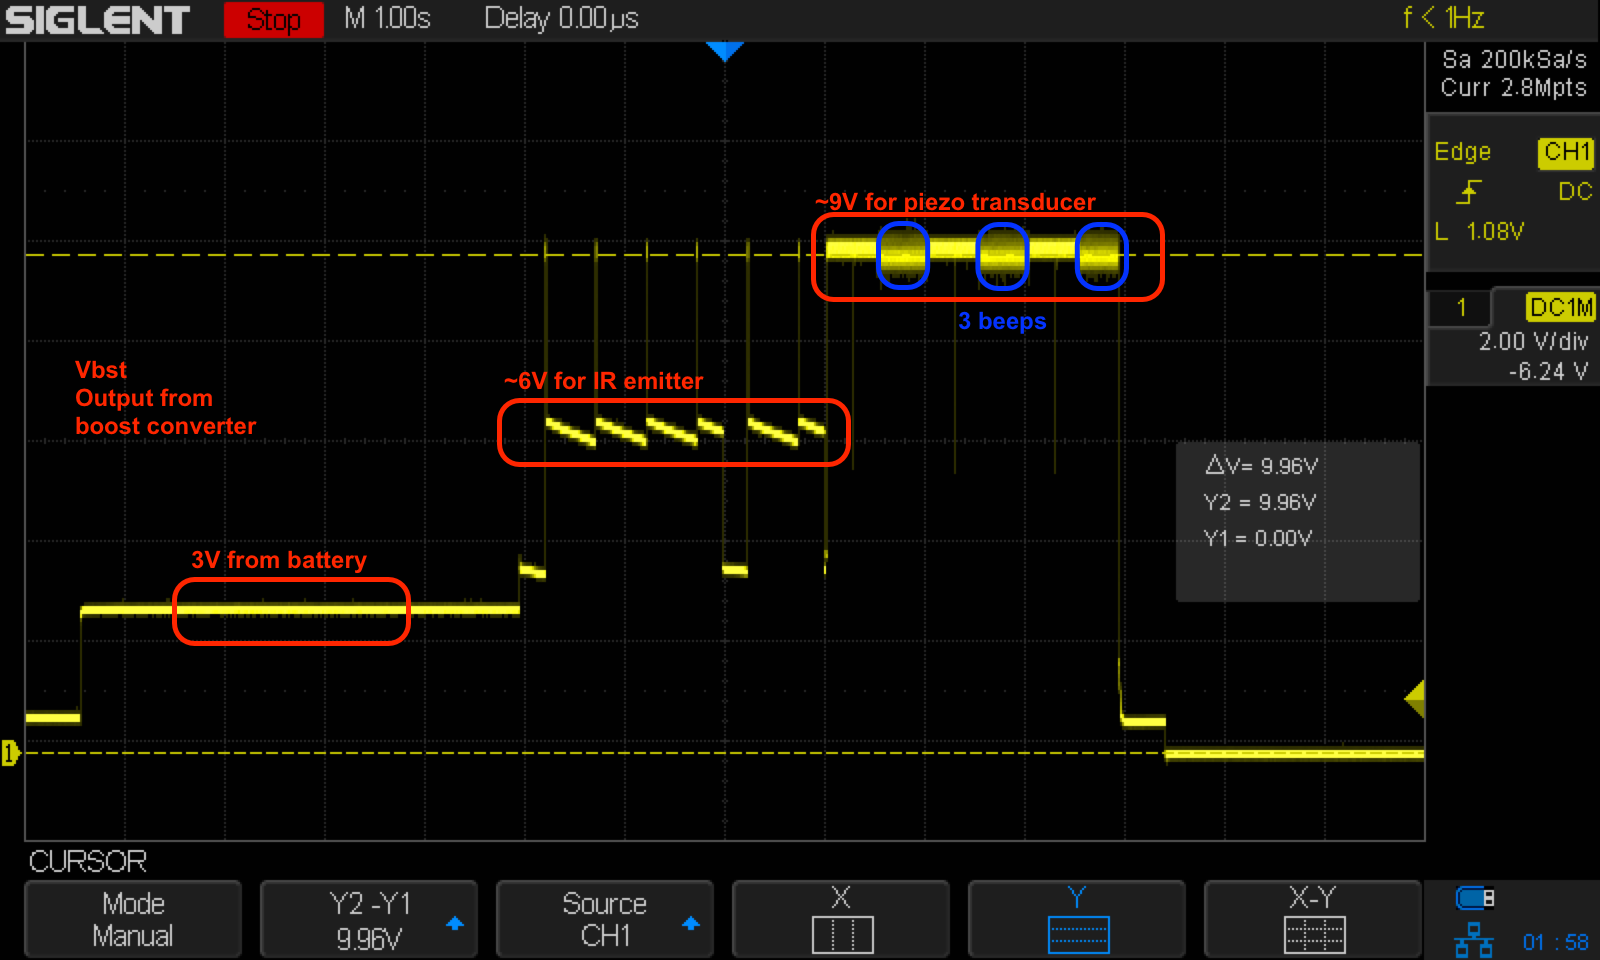 SIGLENT Stop M 1.00s Delay 0.00µs f < 1Hz
Sa 200kSa/s
Curr 2.8Mpts
Edge CH1
DC
L 1.08V
1 DC1M
2.00 V/div
-6.24 V
~9V for piezo transducer
3 beeps
~6V for IR emitter
Vbst
Output from
boost converter
3V from battery
ΔV= 9.96V
Y2 = 9.96V
Y1 = 0.00V
1
CURSOR
Mode
Manual
Y2 -Y1
9.96V
Source
CH1
X
Y
X-Y
01 : 58